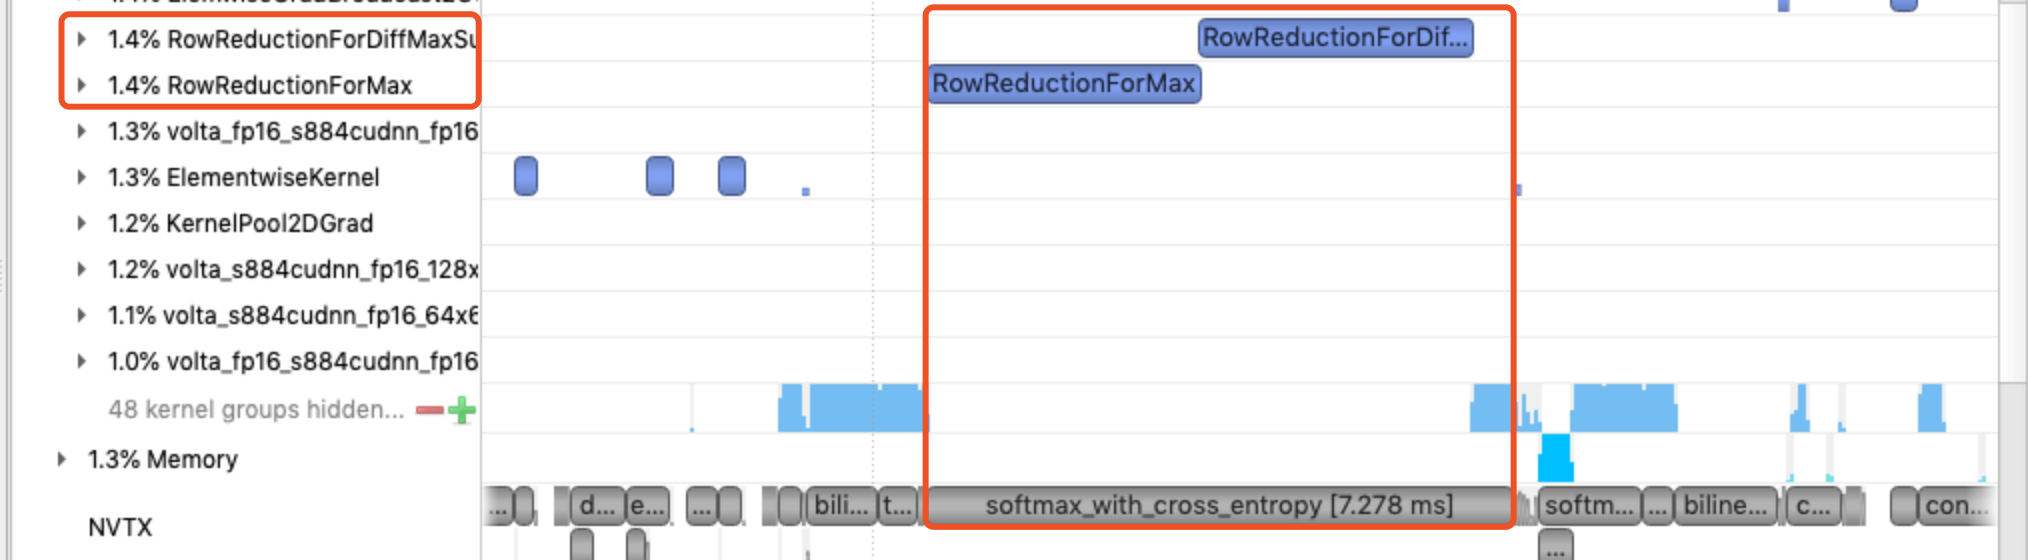 1.4% RowReductionForDiffMaxSu
RowReductionForDif...
1.4% RowReductionForMax
RowReductionForMax
1.3% volta_fp16_s884cudnn_fp16
1.3% ElementwiseKernel
1.2% KernelPool2DGrad
1.2% volta_s884cudnn_fp16_128x
1.1% volta_s884cudnn_fp16_64x6
1.0% volta_fp16_s884cudnn_fp16
48 kernel groups hidden...
1.3% Memory
... d... e... ... bili... t... softmax_with_cross_entropy [7.278 ms] softm... ... biline... c... con...
NVTX
...